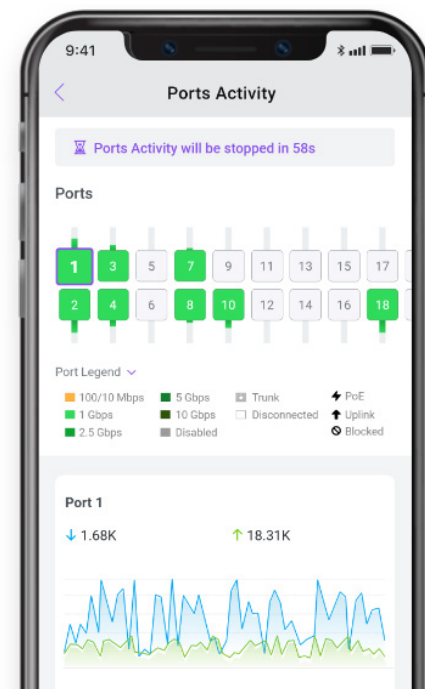 9:41
Ports Activity
Ports Activity will be stopped in 58s
Ports
1 3 5 7 9 11 13 15 17
2 4 6 8 10 12 14 16 18
Port Legend
100/10 Mbps 5 Gbps Trunk PoE
1 Gbps 10 Gbps Disconnected Uplink
2.5 Gbps Disabled Blocked
Port 1
1.68K 18.31K